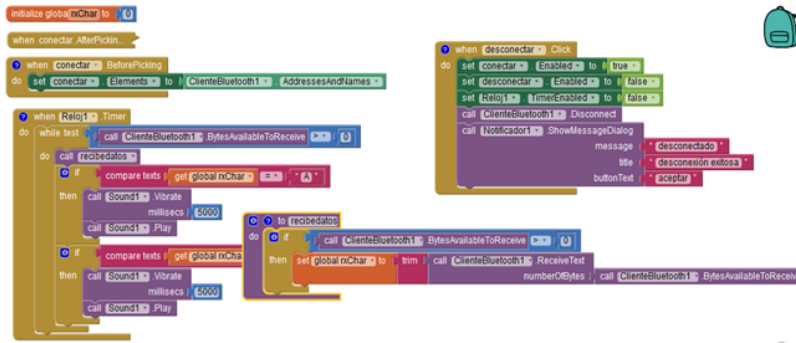 initialize global rxChar to 0
when conectar .AfterPickin...
when conectar .BeforePicking
do set conectar . Elements to ClienteBluetooth1 . AddressesAndNames
when Reloj1 .Timer
do while test call ClienteBluetooth1 .BytesAvailableToReceive > 0
do call recibedatos
if compare texts get global rxChar = " A "
then call Sound1 .Vibrate
millisecs 5000
call Sound1 .Play
if compare texts get global rxCha
then call Sound1 .Vibrate
millisecs 5000
call Sound1 .Play
to recibedatos
do if call ClienteBluetooth1 .BytesAvailableToReceive > 0
then set global rxChar to trim call ClienteBluetooth1 .ReceiveText
numberOfBytes call ClienteBluetooth1 .BytesAvailableToReceive
when desconectar .Click
do set conectar . Enabled to true
set desconectar . Enabled to false
set Reloj1 . TimerEnabled to false
call ClienteBluetooth1 .Disconnect
call Notificador1 .ShowMessageDialog
message " desconectado "
title " desconexión exitosa "
buttonText " aceptar "